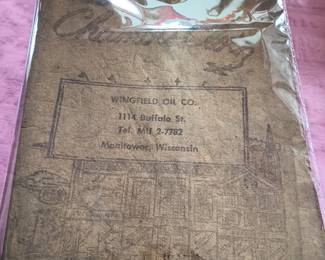 WINGFIELD OIL CO.
1114 Buffalo St.
Tel. MU 2-7782
Manitowoc, Wisconsin